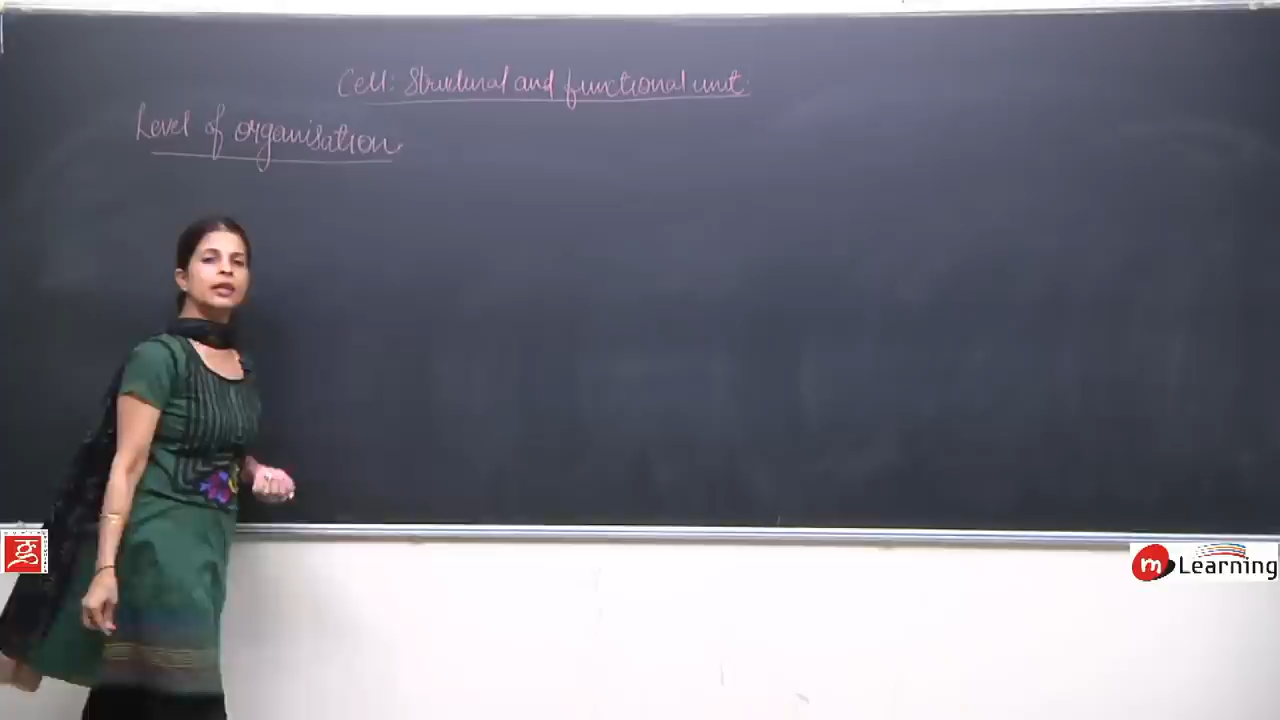 Cell: Structural and functional unit.
Level of organisation.
m Learning